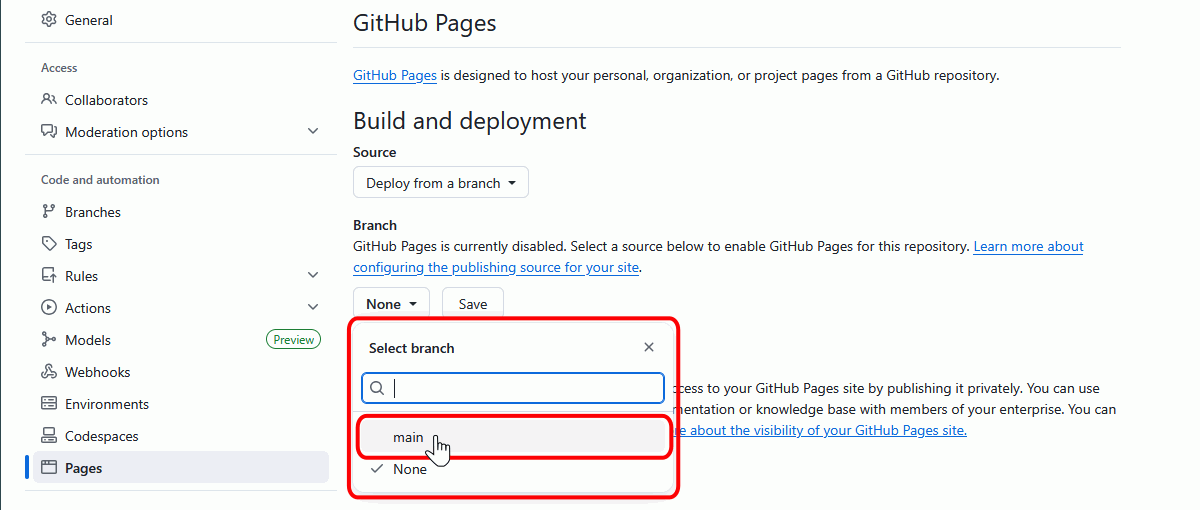 General
Access
Collaborators
Moderation options
Code and automation
Branches
Tags
Rules
Actions
Models
Preview
Webhooks
Environments
Codespaces
Pages
GitHub Pages
GitHub Pages is designed to host your personal, organization, or project pages from a GitHub repository.
Build and deployment
Source
Deploy from a branch
Branch
GitHub Pages is currently disabled. Select a source below to enable GitHub Pages for this repository. Learn more about
configuring the publishing source for your site.
None
Save
Select branch
main
None
to your GitHub Pages site by publishing it privately. You can use
or knowledge base with members of your enterprise. You can
about the visibility of your GitHub Pages site.